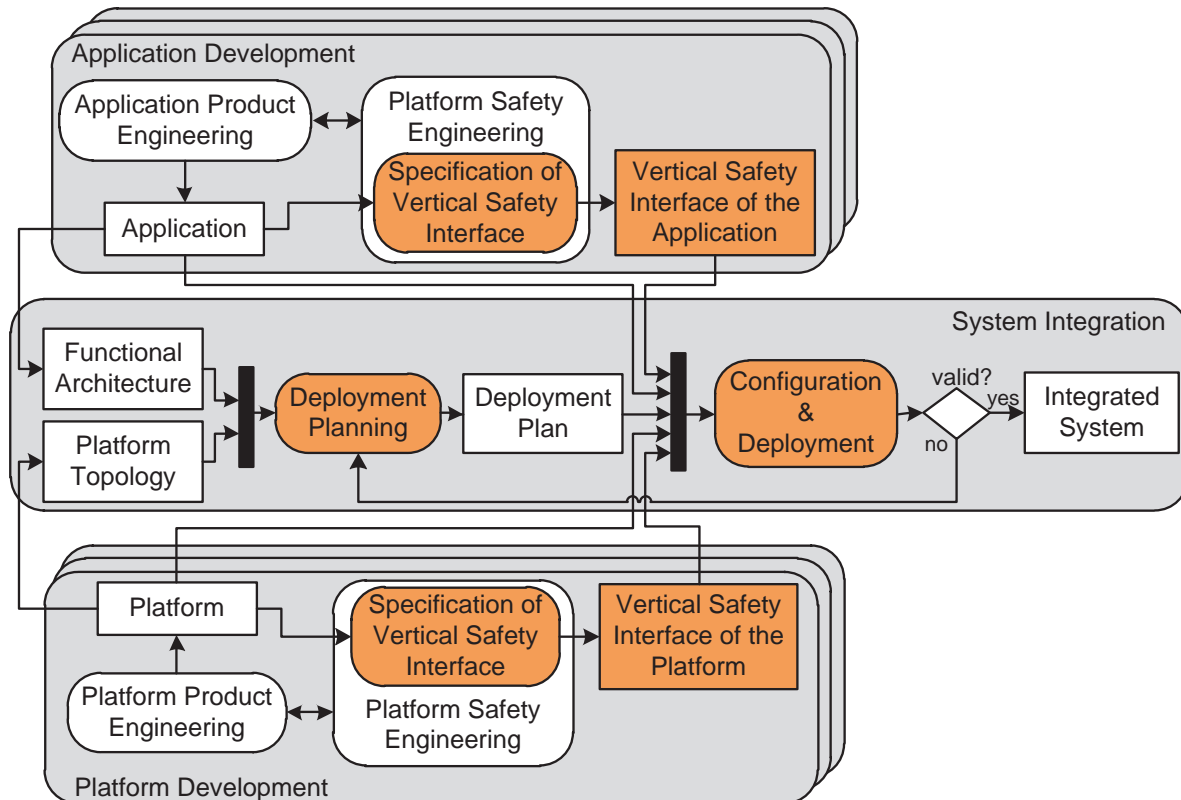 Application Development
Application Product
Engineering
Platform Safety
Engineering
Specification of
Vertical Safety
Interface
Vertical Safety
Interface of the
Application
Application
System Integration
Functional
Architecture
Platform
Topology
Deployment
Planning
Deployment
Plan
Configuration
&
Deployment
valid?
yes
no
Integrated
System
Platform
Specification of
Vertical Safety
Interface
Vertical Safety
Interface of the
Platform
Platform Product
Engineering
Platform Safety
Engineering
Platform Development